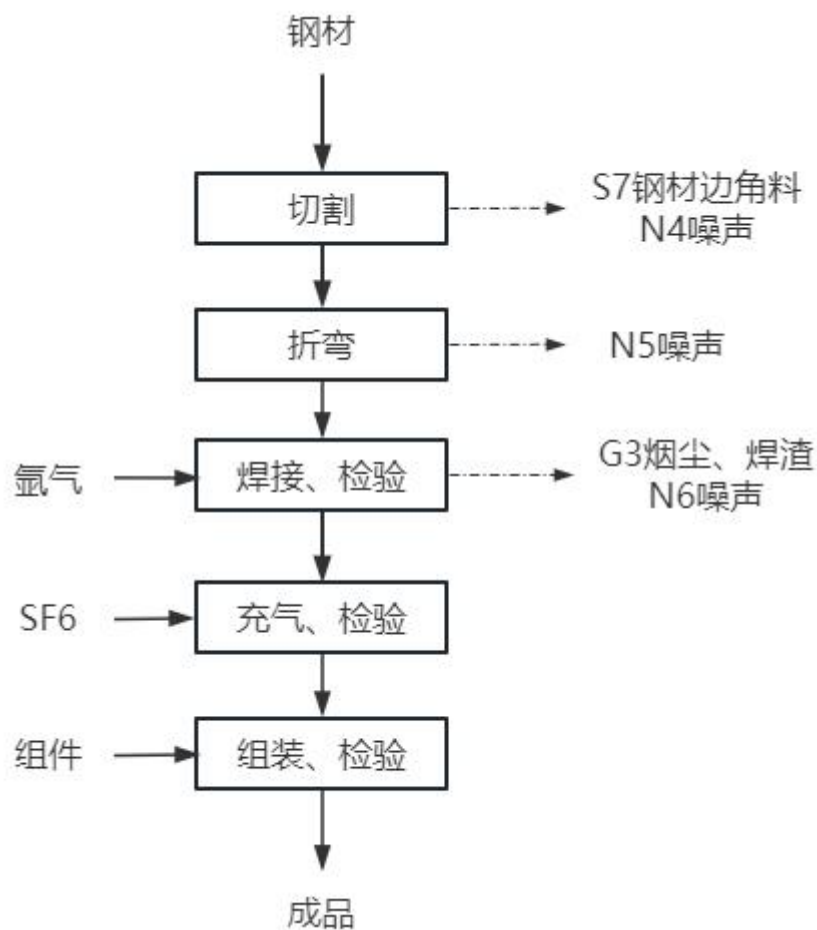 钢材
切割
S7钢材边角料
N4噪声
折弯
N5噪声
氩气
焊接、检验
G3烟尘、焊渣
N6噪声
SF6
充气、检验
组件
组装、检验
成品